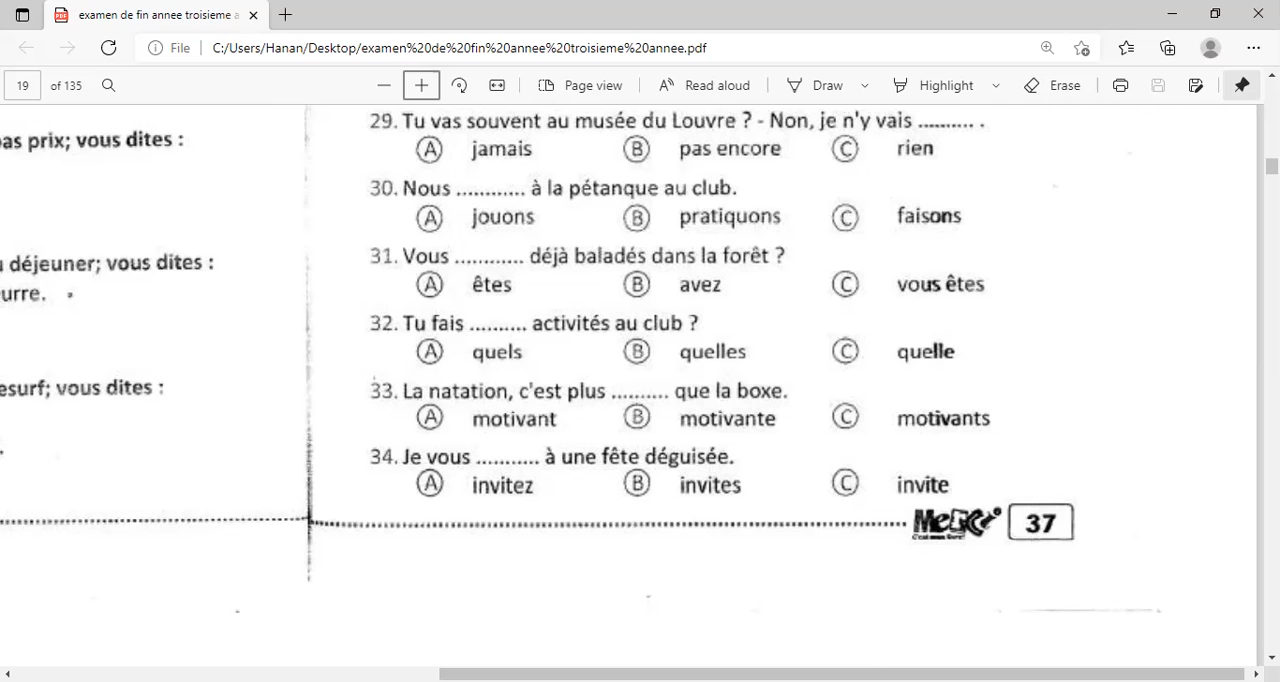 examen de fin annee troisieme a
File C:/Users/Hanan/Desktop/examen%20de%20fin%20annee%20troisieme%20annee.pdf
19 of 135 Page view Read aloud Draw Highlight Erase
as prix; vous dites :
déjeuner; vous dites :
urre.
esurf; vous dites :
29. Tu vas souvent au musée du Louvre ? - Non, je n'y vais .......... .
A jamais B pas encore C rien
30. Nous ............ à la pétanque au club.
A jouons B pratiquons C faisons
31. Vous ............ déjà baladés dans la forêt ?
A êtes B avez C vous êtes
32. Tu fais .......... activités au club ?
A quels B quelles C quelle
33. La natation, c'est plus .......... que la boxe.
A motivant B motivante C motivants
34. Je vous ........... à une fête déguisée.
A invitez B invites C invite
Merci 37